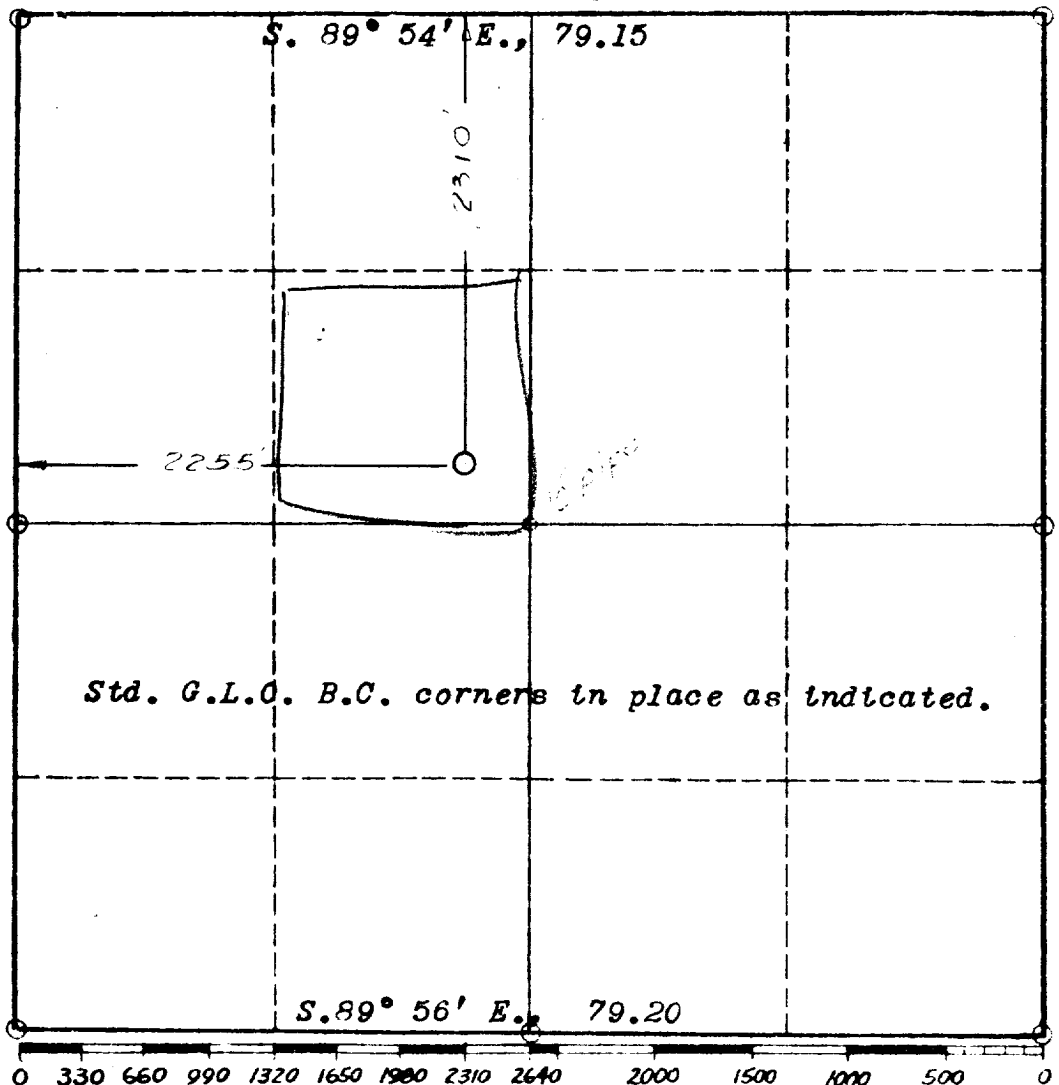 S. 89° 54' E., 79.15
2310'
2255'
Std. G.L.O. B.C. corners in place as indicated.
S.89° 56' E., 79.20
0 330 660 990 1320 1650 1980 2310 2640 2000 1500 1000 500 0